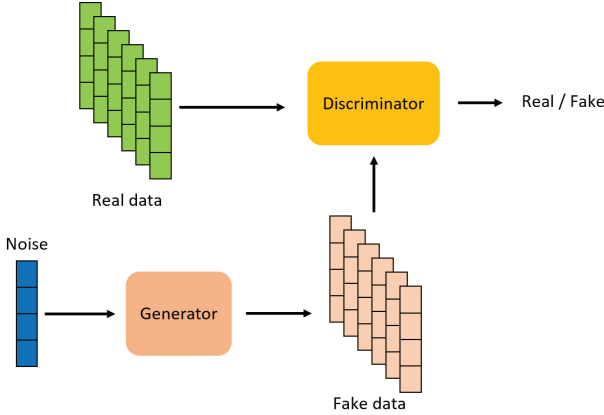 Discriminator
Real / Fake
Real data
Noise
Generator
Fake data